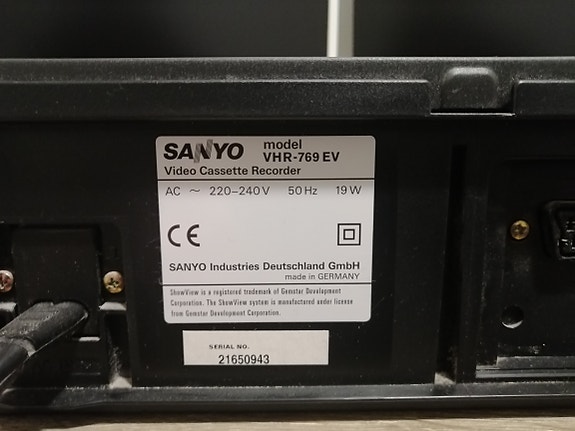 SANYO model
VHR-769 EV
Video Cassette Recorder
AC ~ 220-240V 50Hz 19W
CE
SANYO Industries Deutschland GmbH
made in GERMANY
ShowView is a registered trademark of Gemstar Development
Corporation. The ShowView system is manufactured under license
from Gemstar Development Corporation.
SERIAL NO.
21650943